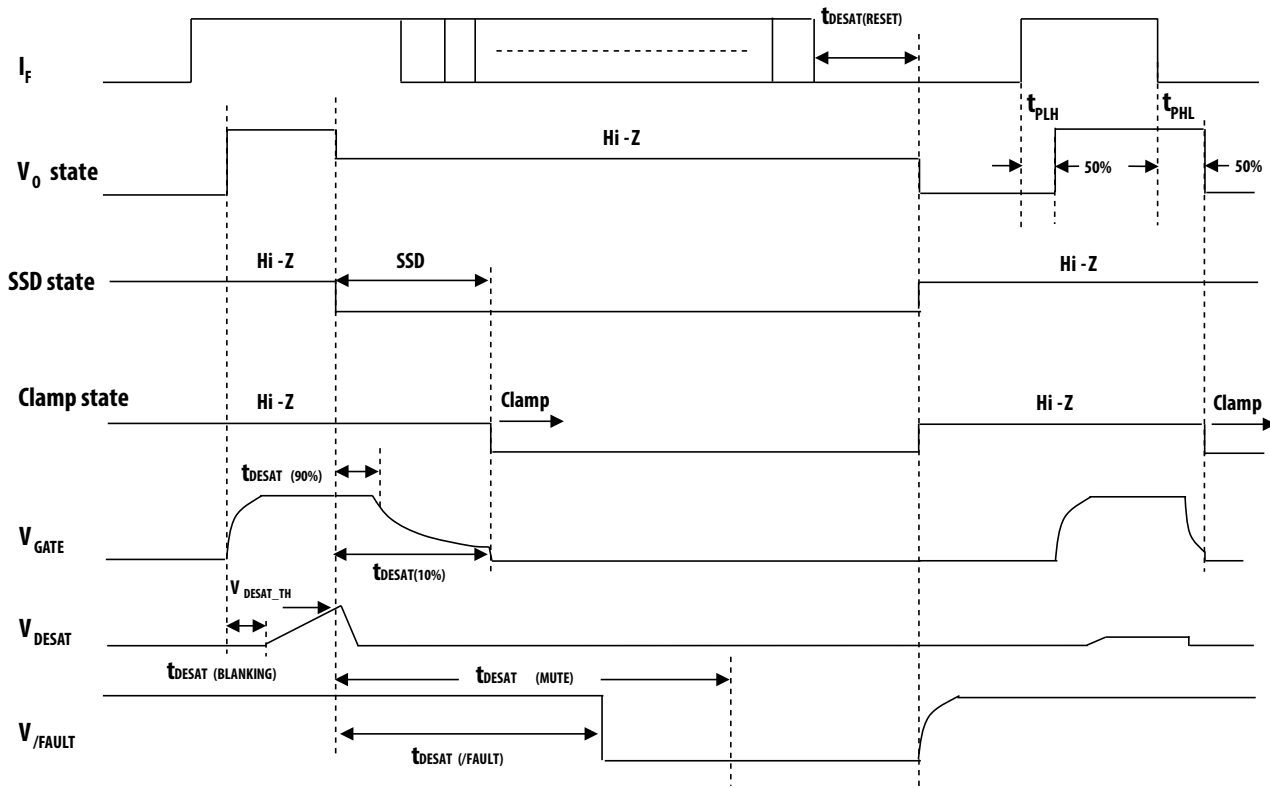 tDESAT(RESET)
IF
tPLH
tPHL
Hi -Z
VO state
50%
50%
Hi -Z
SSD
Hi -Z
SSD state
Clamp state
Hi -Z
Clamp
Hi -Z
Clamp
tDESAT (90%)
VGATE
tDESAT(10%)
VDESAT_TH
VDESAT
tDESAT (BLANKING)
tDESAT (MUTE)
V/FAULT
tDESAT (/FAULT)